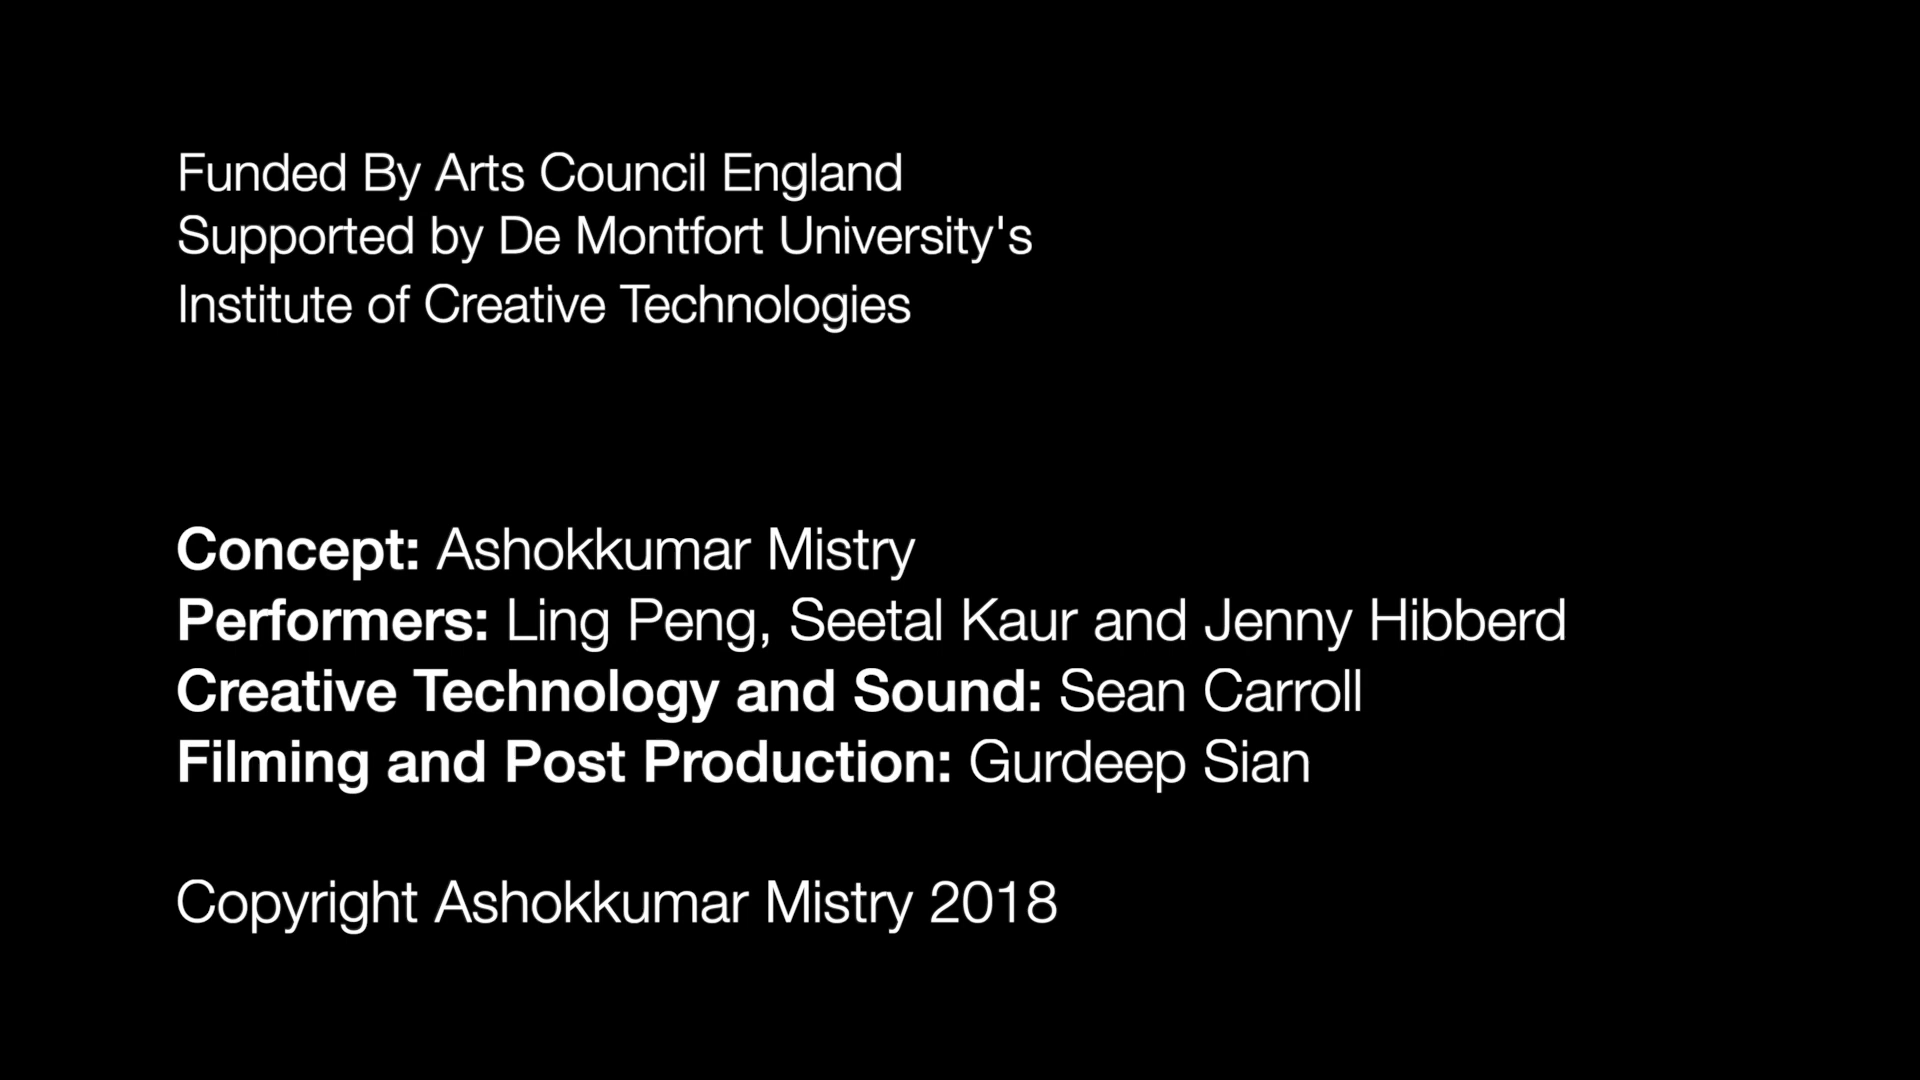 Funded By Arts Council England
Supported by De Montfort University's
Institute of Creative Technologies
Concept: Ashokkumar Mistry
Performers: Ling Peng, Seetal Kaur and Jenny Hibberd
Creative Technology and Sound: Sean Carroll
Filming and Post Production: Gurdeep Sian
Copyright Ashokkumar Mistry 2018